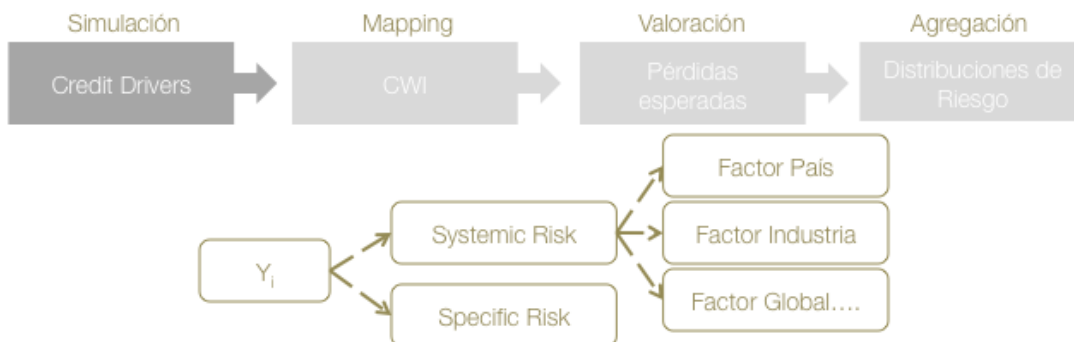 Simulación
Mapping
Valoración
Agregación
Credit Drivers
CWI
Pérdidas
esperadas
Distribuciones de
Riesgo
Factor País
Systemic Risk
Factor Industria
Yi
Specific Risk
Factor Global....